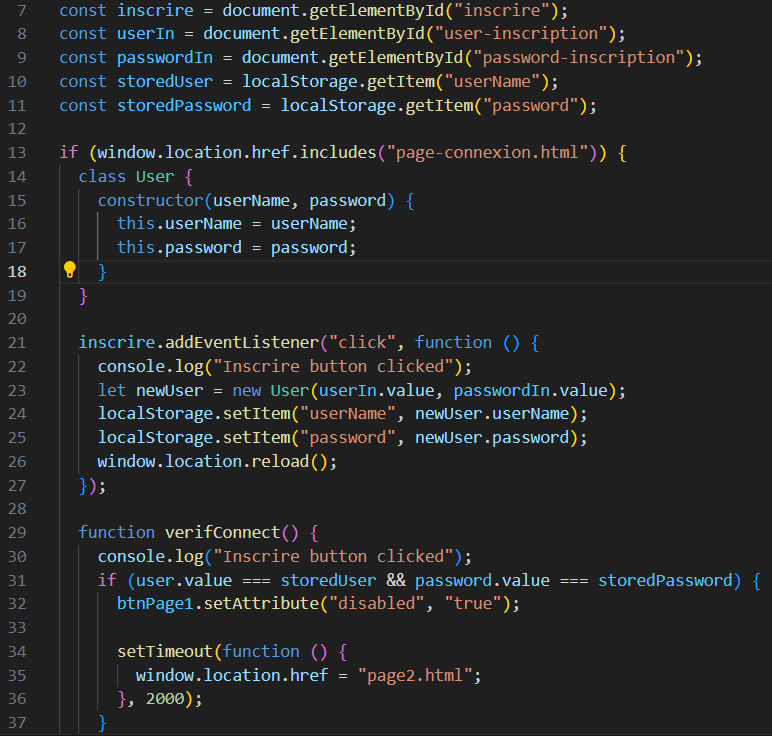 7 const inscrire = document.getElementById("inscrire");
8 const userIn = document.getElementById("user-inscription");
9 const passwordIn = document.getElementById("password-inscription");
10 const storedUser = localStorage.getItem("userName");
11 const storedPassword = localStorage.getItem("password");
12
13 if (window.location.href.includes("page-connexion.html")) {
14   class User {
15     constructor(userName, password) {
16       this.userName = userName;
17       this.password = password;
18     }
19   }
20
21   inscrire.addEventListener("click", function () {
22     console.log("Inscrire button clicked");
23     let newUser = new User(userIn.value, passwordIn.value);
24     localStorage.setItem("userName", newUser.userName);
25     localStorage.setItem("password", newUser.password);
26     window.location.reload();
27   });
28
29   function verifConnect() {
30     console.log("Inscrire button clicked");
31     if (user.value === storedUser && password.value === storedPassword) {
32       btnPage1.setAttribute("disabled", "true");
33
34       setTimeout(function () {
35         window.location.href = "page2.html";
36       }, 2000);
37     }